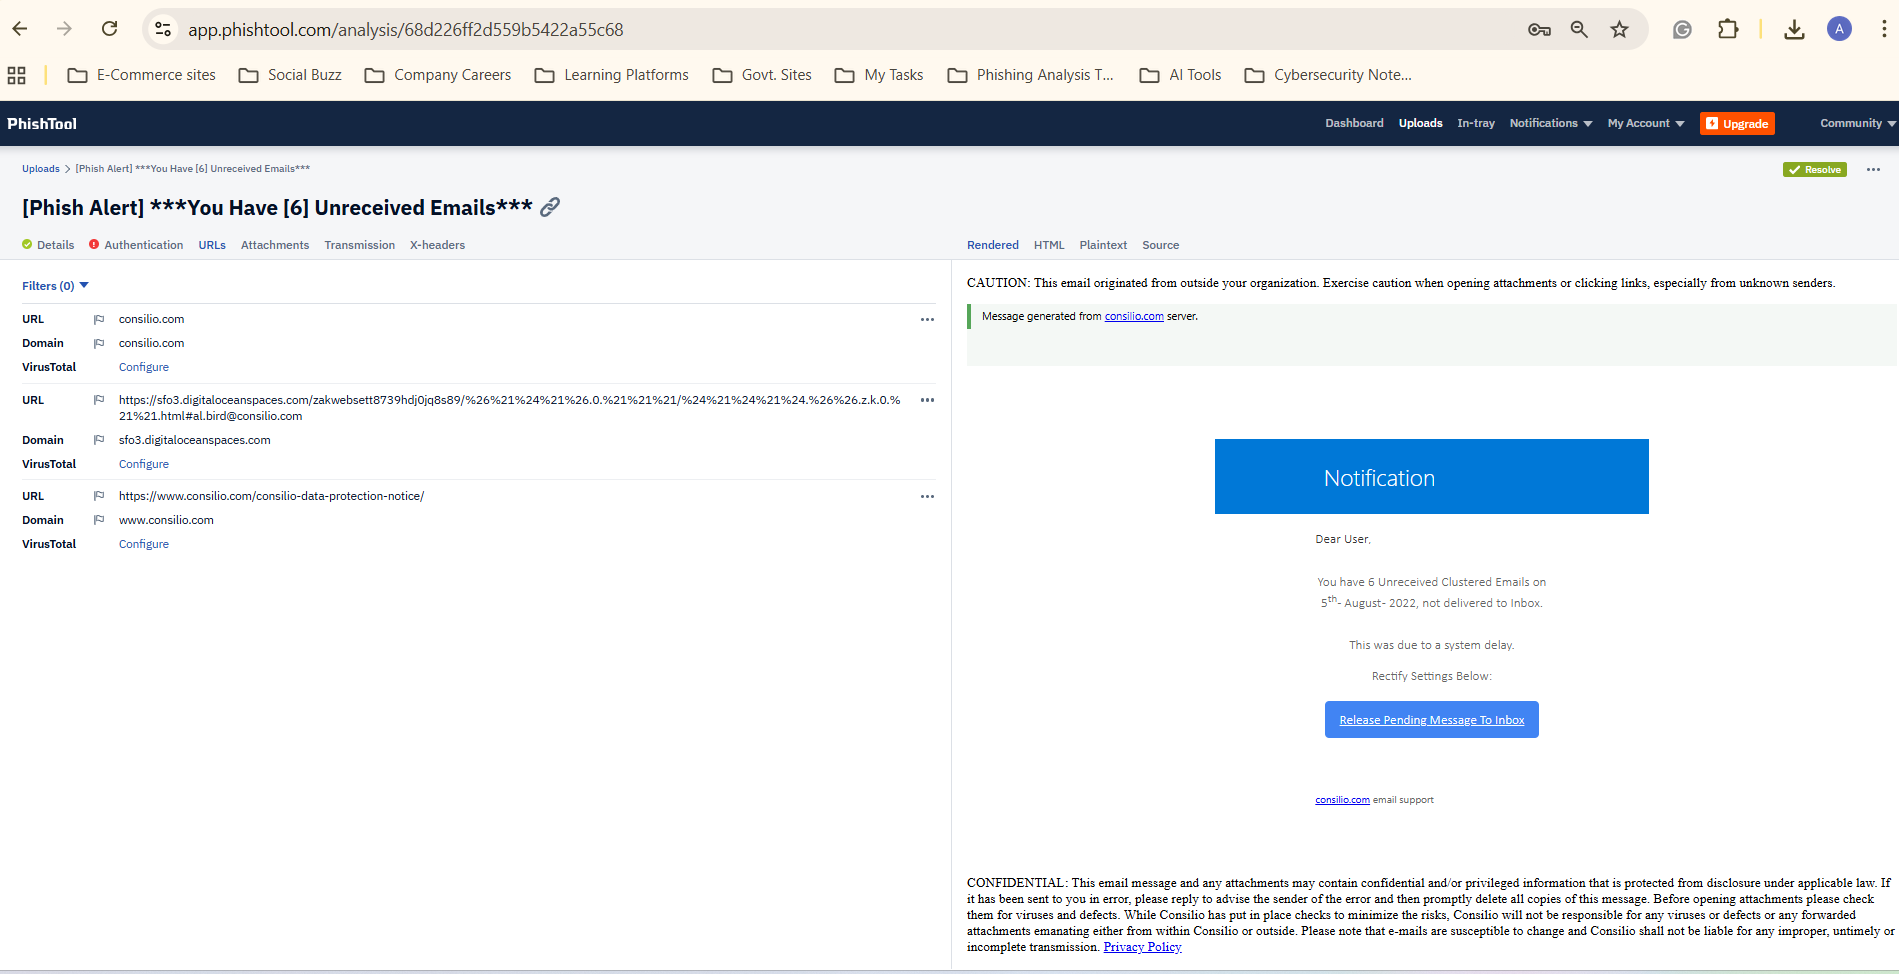 app.phishtool.com/analysis/68d226ff2d559b5422a55c68
A
E-Commerce sites
Social Buzz
Company Careers
Learning Platforms
Govt. Sites
My Tasks
Phishing Analysis T...
AI Tools
Cybersecurity Note...
PhishTool
Dashboard
Uploads
In-tray
Notifications
My Account
Upgrade
Community
Uploads > [Phish Alert] ***You Have [6] Unreceived Emails***
Resolve
[Phish Alert] ***You Have [6] Unreceived Emails***
Details
Authentication
URLs
Attachments
Transmission
X-headers
Filters (0)
URL consilio.com
Domain consilio.com
VirusTotal Configure
URL https://sfo3.digitaloceanspaces.com/zakwebsett8739hdj0jq8s89/%26%21%24%21%26.0.%21%21%21/%24%21%24%21%24.%26%26.z.k.0.%
21%21.html#al.bird@consilio.com
Domain sfo3.digitaloceanspaces.com
VirusTotal Configure
URL https://www.consilio.com/consilio-data-protection-notice/
Domain www.consilio.com
VirusTotal Configure
Rendered
HTML
Plaintext
Source
CAUTION: This email originated from outside your organization. Exercise caution when opening attachments or clicking links, especially from unknown senders.
Message generated from consilio.com server.
Notification
Dear User,
You have 6 Unreceived Clustered Emails on
5th- August- 2022, not delivered to Inbox.
This was due to a system delay.
Rectify Settings Below:
Release Pending Message To Inbox
consilio.com email support
CONFIDENTIAL: This email message and any attachments may contain confidential and/or privileged information that is protected from disclosure under applicable law. If
it has been sent to you in error, please reply to advise the sender of the error and then promptly delete all copies of this message. Before opening attachments please check
them for viruses and defects. While Consilio has put in place checks to minimize the risks, Consilio will not be responsible for any viruses or defects or any forwarded
attachments emanating either from within Consilio or outside. Please note that e-mails are susceptible to change and Consilio shall not be liable for any improper, untimely or
incomplete transmission. Privacy Policy